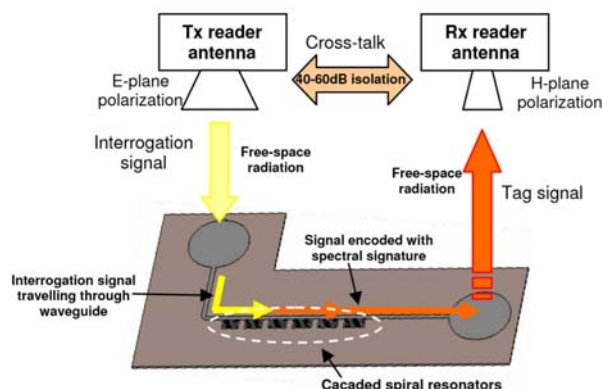 Tx reader
antenna
Cross-talk
Rx reader
antenna
E-plane
polarization
40-60dB isolation
H-plane
polarization
Interrogation
signal
Free-space
radiation
Free-space
radiation
Tag signal
Signal encoded with
spectral signature
Interrogation signal
travelling through
waveguide
Cacaded spiral resonators